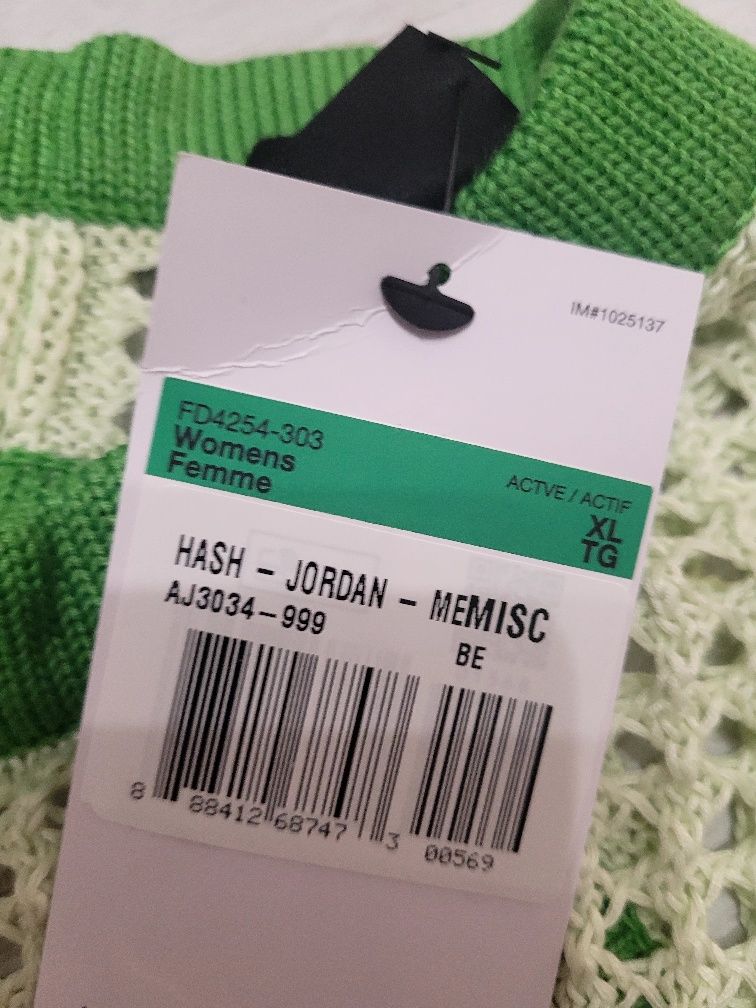 IM#1025137
FD4254-303
Womens
Femme
ACTVE / ACTIF
XL
TG
HASH - JORDAN - MEMISC
AJ3034-999
BE
8 88412 68747 3 00569